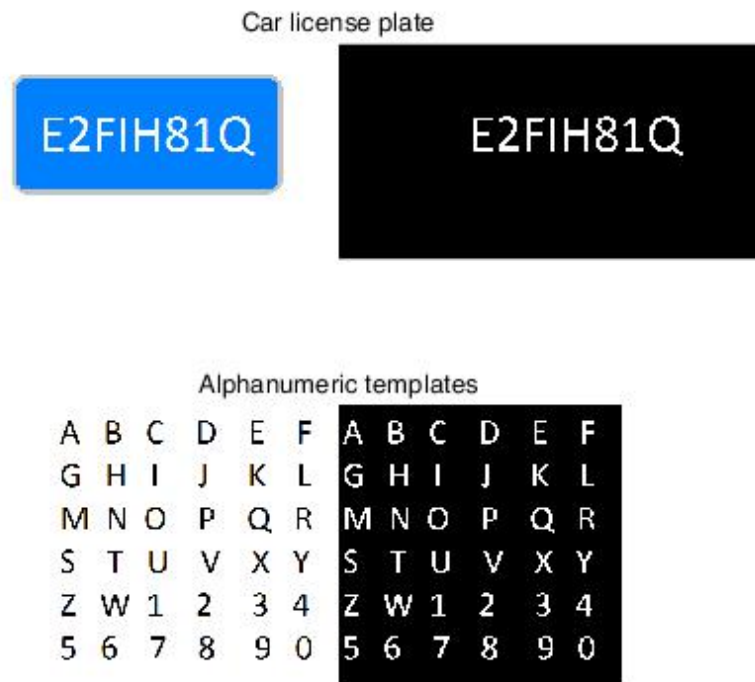 Car license plate
E2FIH81Q E2FIH81Q
Alphanumeric templates
A B C D E F A B C D E F
G H I J K L G H I J K L
M N O P Q R M N O P Q R
S T U V X Y S T U V X Y
Z W 1 2 3 4 Z W 1 2 3 4
5 6 7 8 9 0 5 6 7 8 9 0